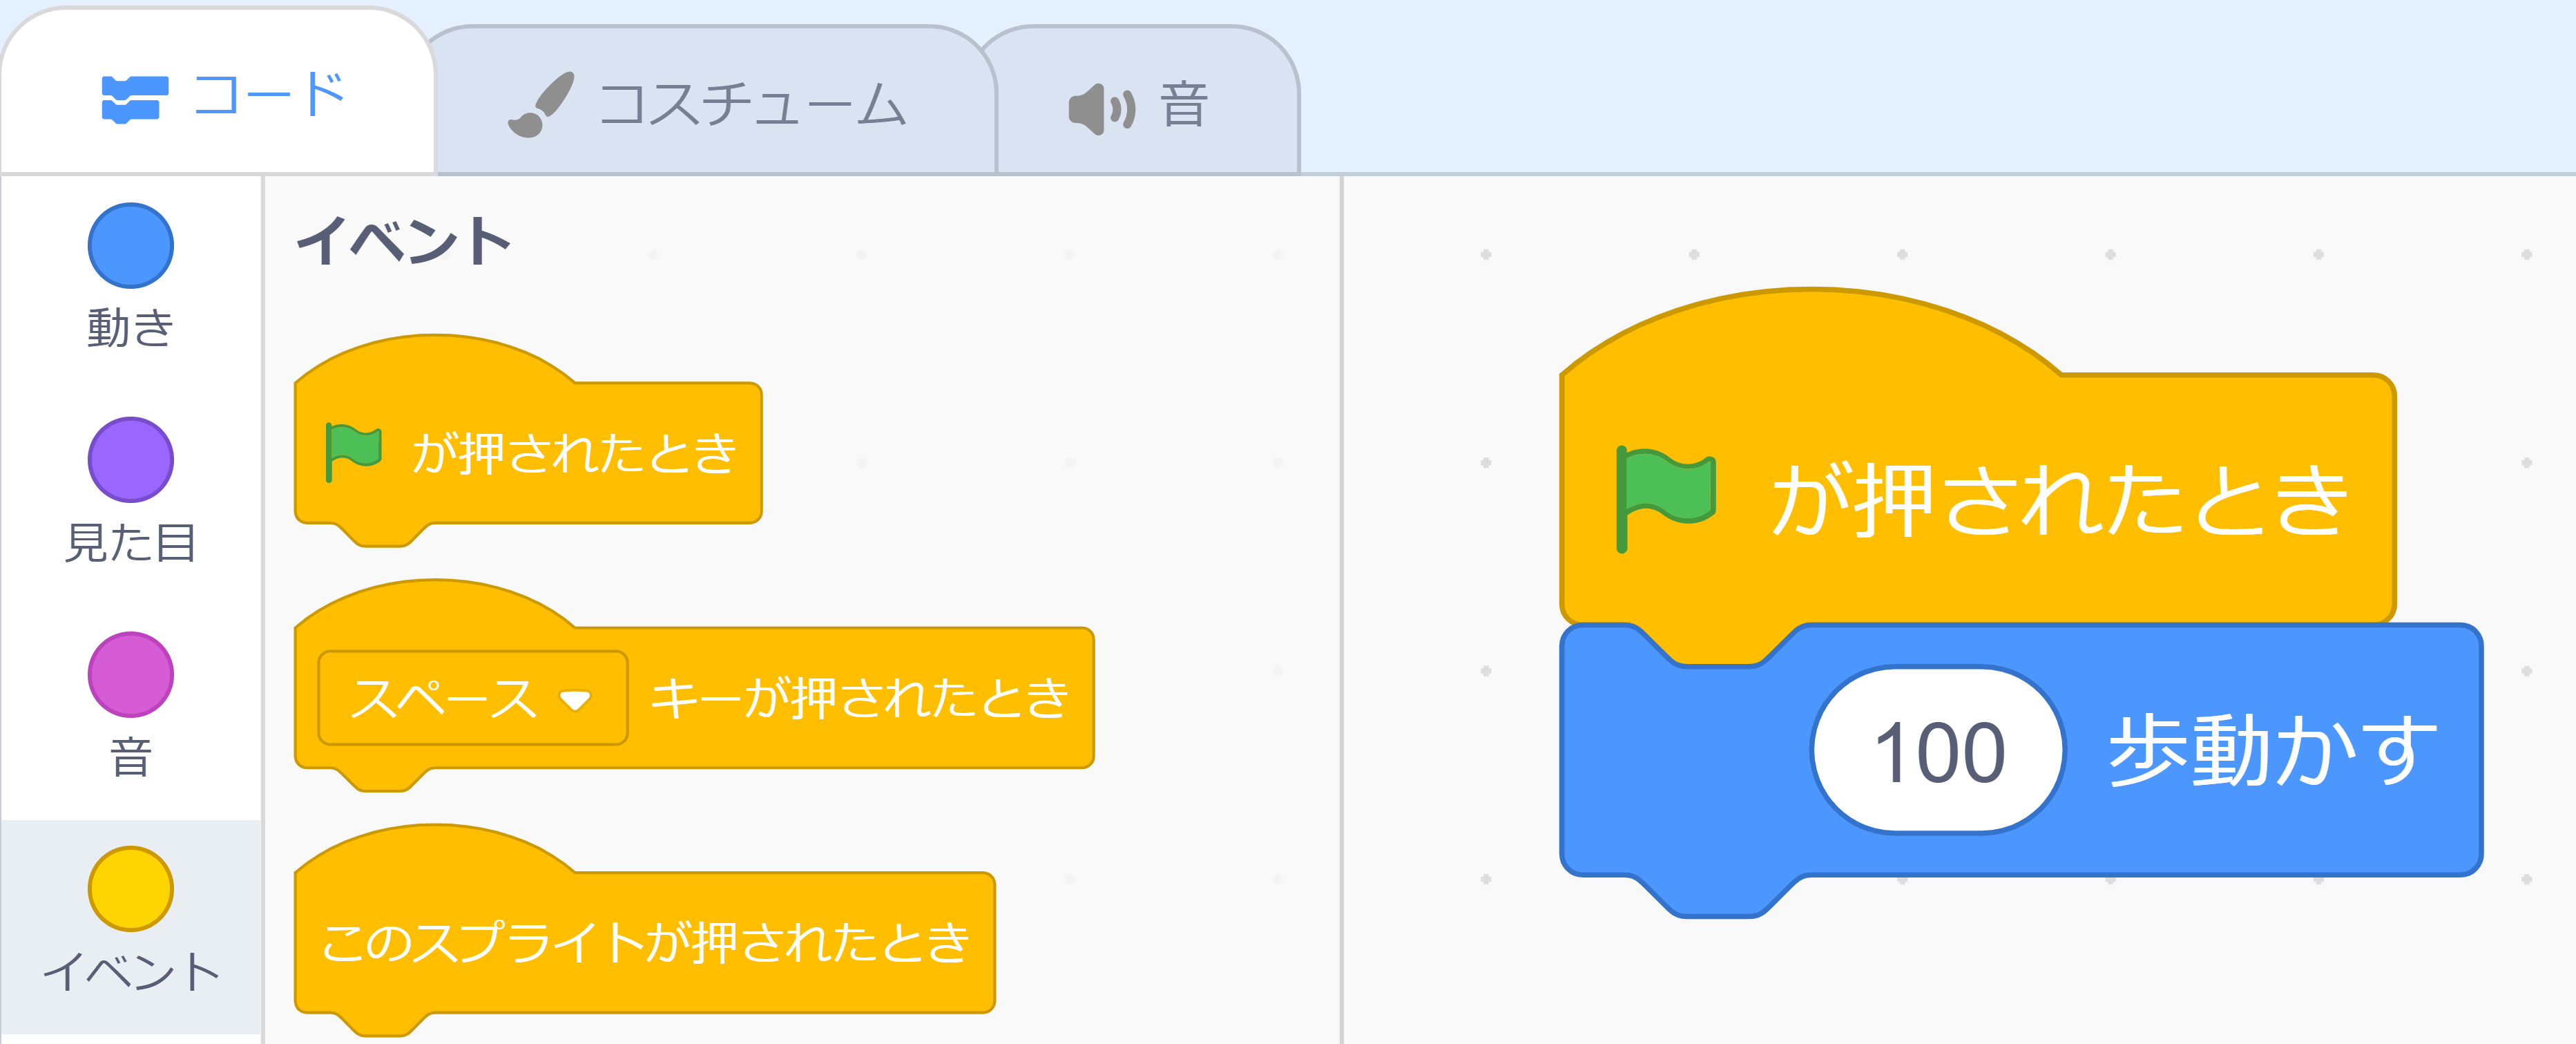 コード
コスチューム
音
動き
見た目
音
イベント
イベント
が押されたとき
スペース キーが押されたとき
このスプライトが押されたとき
が押されたとき
100 歩動かす